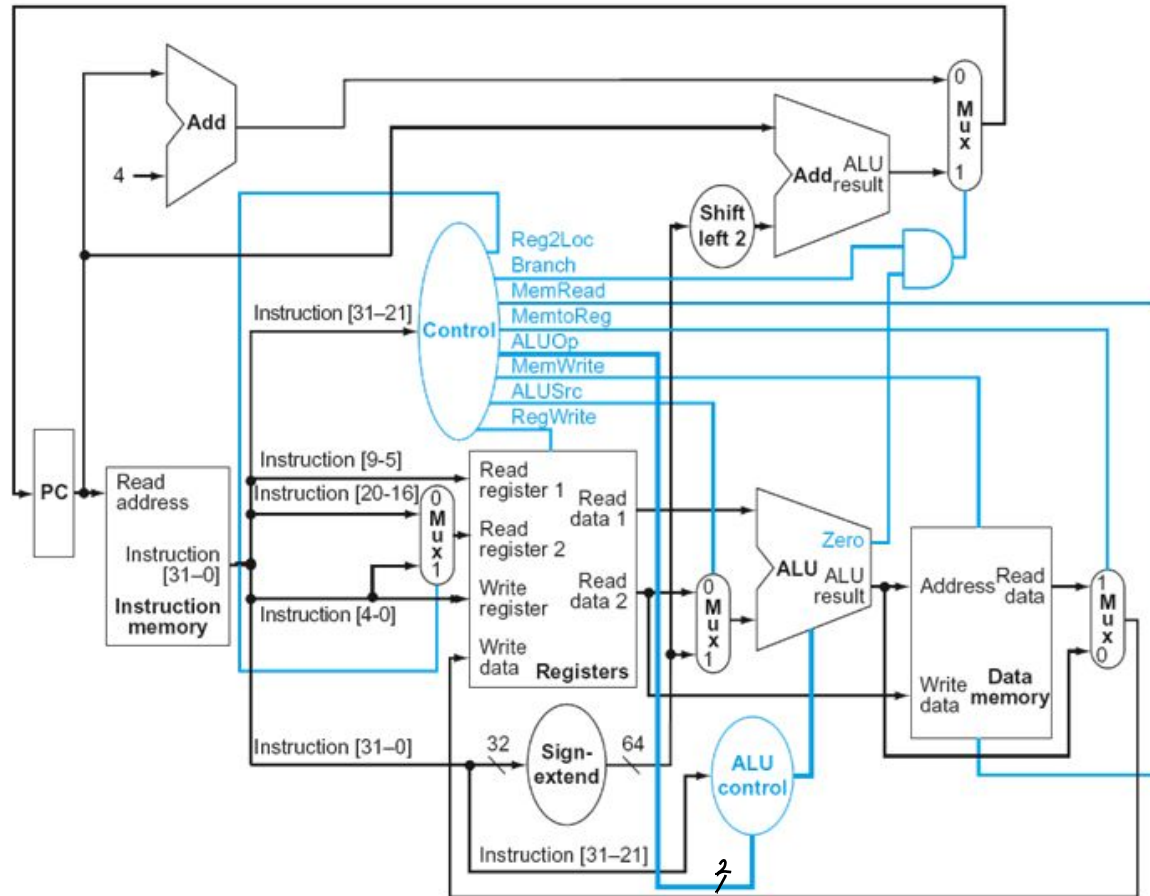 0
M
u
x
1
Add
4
Add
ALU
result
Shift
left 2
Reg2Loc
Branch
MemRead
MemtoReg
ALUOp
MemWrite
ALUSrc
RegWrite
Control
Instruction [31–21]
PC
Read
address
Instruction
[31–0]
Instruction
memory
Instruction [9-5]
Instruction [20-16]
Instruction [4-0]
0
M
u
x
1
Read
register 1
Read
register 2
Write
register
Write
data
Read
data 1
Read
data 2
Registers
0
M
u
x
1
Zero
ALU
ALU
result
Address
Read
data
Write
data
Data
memory
1
M
u
x
0
Instruction [31–0]
32
Sign-
extend
64
ALU
control
Instruction [31–21]
2